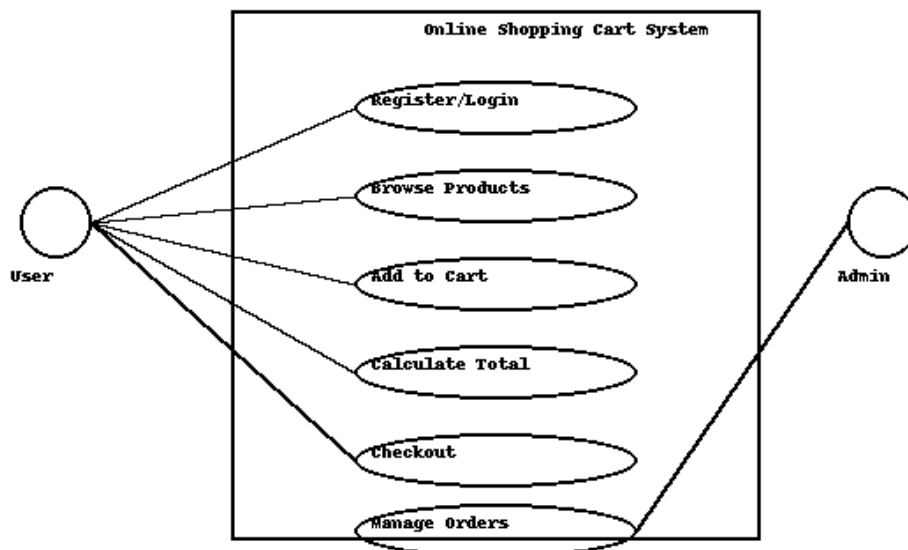 Online Shopping Cart System
Register/Login
Browse Products
User
Add to Cart
Admin
Calculate Total
Checkout
Manage Orders